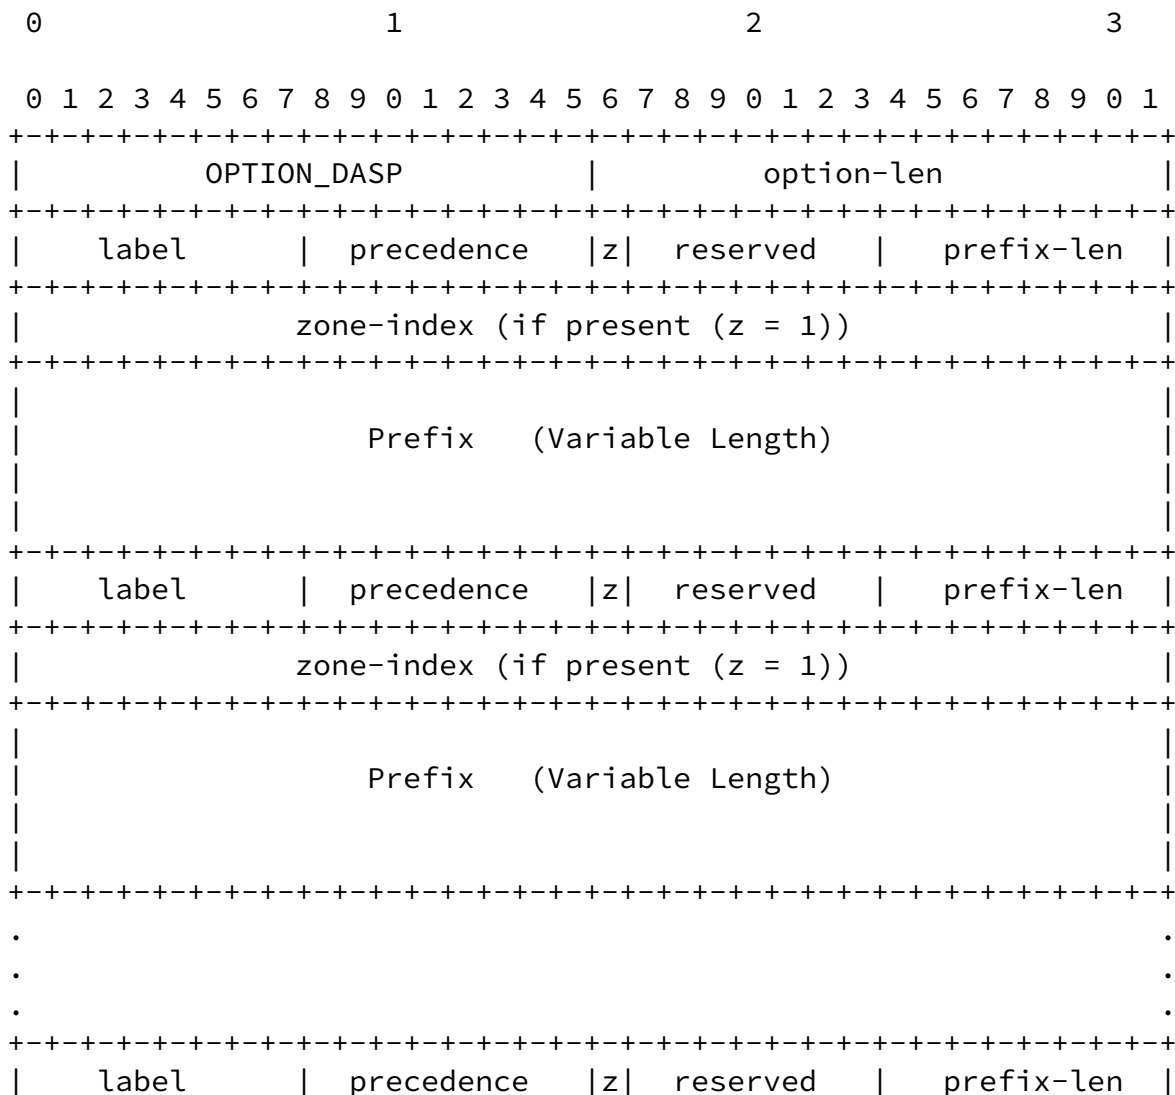 0                   1                   2                   3

 0 1 2 3 4 5 6 7 8 9 0 1 2 3 4 5 6 7 8 9 0 1 2 3 4 5 6 7 8 9 0 1
+-+-+-+-+-+-+-+-+-+-+-+-+-+-+-+-+-+-+-+-+-+-+-+-+-+-+-+-+-+-+-+-+
|          OPTION_DASP          |         option-len            |
+-+-+-+-+-+-+-+-+-+-+-+-+-+-+-+-+-+-+-+-+-+-+-+-+-+-+-+-+-+-+-+-+
|    label      |  precedence   |z|  reserved   |   prefix-len  |
+-+-+-+-+-+-+-+-+-+-+-+-+-+-+-+-+-+-+-+-+-+-+-+-+-+-+-+-+-+-+-+-+
|               zone-index (if present (z = 1))                 |
+-+-+-+-+-+-+-+-+-+-+-+-+-+-+-+-+-+-+-+-+-+-+-+-+-+-+-+-+-+-+-+-+
|                                                               |
|                   Prefix   (Variable Length)                  |
|                                                               |
|                                                               |
+-+-+-+-+-+-+-+-+-+-+-+-+-+-+-+-+-+-+-+-+-+-+-+-+-+-+-+-+-+-+-+-+
|    label      |  precedence   |z|  reserved   |   prefix-len  |
+-+-+-+-+-+-+-+-+-+-+-+-+-+-+-+-+-+-+-+-+-+-+-+-+-+-+-+-+-+-+-+-+
|               zone-index (if present (z = 1))                 |
+-+-+-+-+-+-+-+-+-+-+-+-+-+-+-+-+-+-+-+-+-+-+-+-+-+-+-+-+-+-+-+-+
|                                                               |
|                   Prefix   (Variable Length)                  |
|                                                               |
|                                                               |
+-+-+-+-+-+-+-+-+-+-+-+-+-+-+-+-+-+-+-+-+-+-+-+-+-+-+-+-+-+-+-+-+
.                                                               .
.                                                               .
.                                                               .
+-+-+-+-+-+-+-+-+-+-+-+-+-+-+-+-+-+-+-+-+-+-+-+-+-+-+-+-+-+-+-+-+
|    label      |  precedence   |z|  reserved   |   prefix-len  |